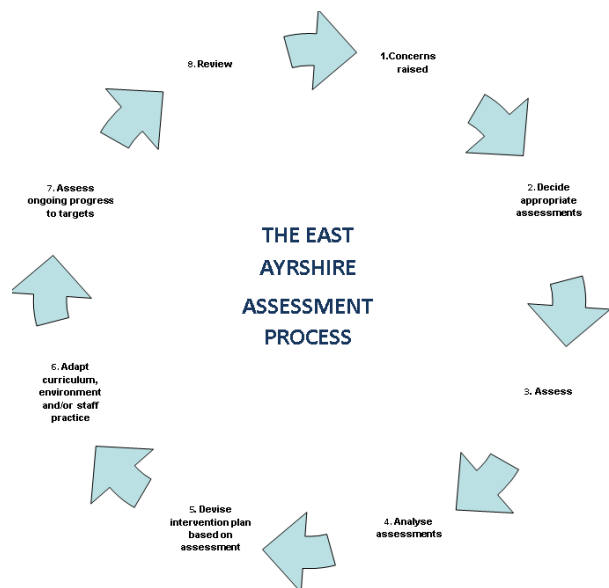 THE EAST
AYRSHIRE
ASSESSMENT
PROCESS
1.Concerns
raised
2. Decide
appropriate
assessments
3. Assess
4. Analyse
assessments
5. Devise
intervention plan
based on
assessment
6. Adapt
curriculum,
environment
and/or staff
practice
7. Assess
ongoing progress
to targets
8. Review